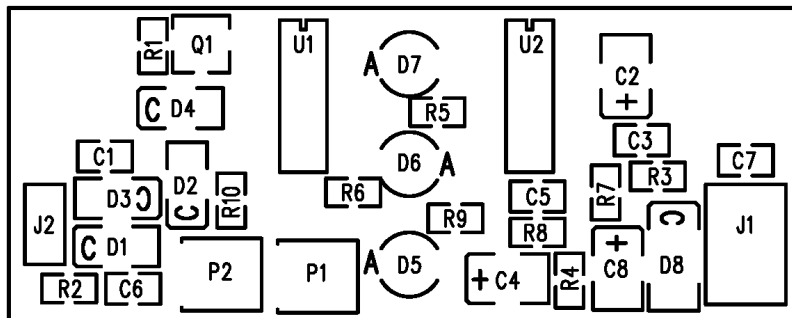 R1 Q1 U1 U2
A D7 C2
+
C D4 R5
C3
C1 D6 A C7
R3
D2 R10 R6 R7
D3 C C5
J2 C R9 C J1
C D1 R8 +
P2 P1 A D5 D8
+ C4 R4 C8
R2 C6